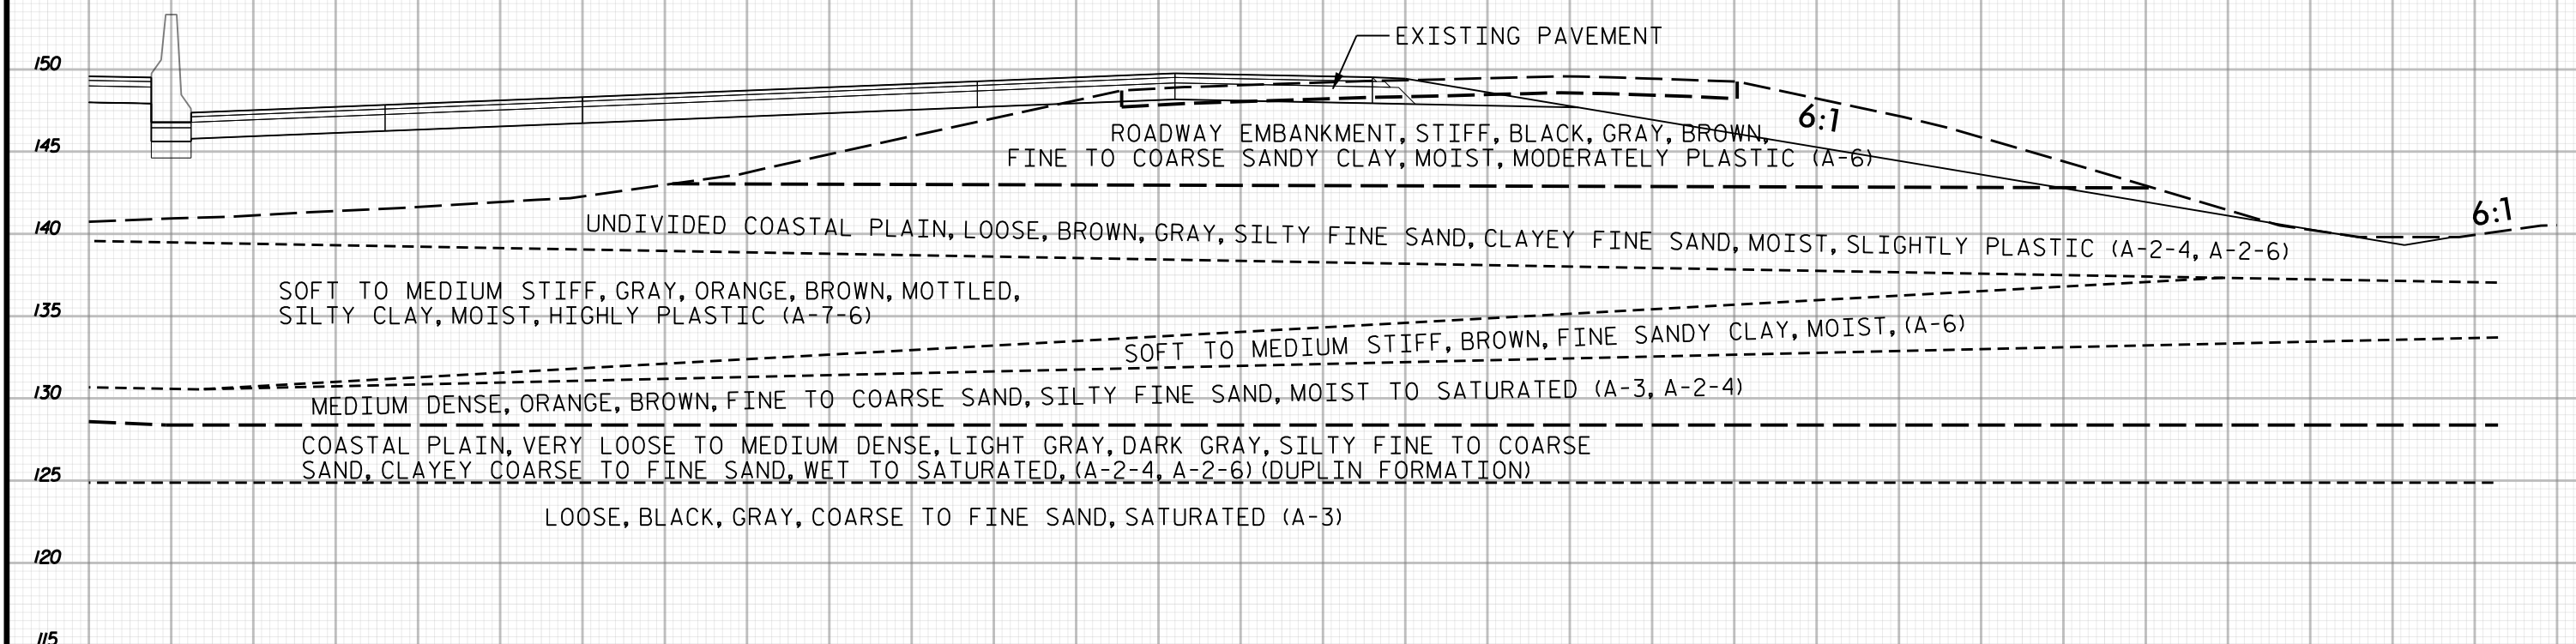 EXISTING PAVEMENT
150
6:1
ROADWAY EMBANKMENT, STIFF, BLACK, GRAY, BROWN,
145
FINE TO COARSE SANDY CLAY, MOIST, MODERATELY PLASTIC (A-6)
6:1
140
UNDIVIDED COASTAL PLAIN, LOOSE, BROWN, GRAY, SILTY FINE SAND, CLAYEY FINE SAND, MOIST, SLIGHTLY PLASTIC (A-2-4, A-2-6)
SOFT TO MEDIUM STIFF, GRAY, ORANGE, BROWN, MOTTLED,
135
SILTY CLAY, MOIST, HIGHLY PLASTIC (A-7-6)
SOFT TO MEDIUM STIFF, BROWN, FINE SANDY CLAY, MOIST, (A-6)
130
MEDIUM DENSE, ORANGE, BROWN, FINE TO COARSE SAND, SILTY FINE SAND, MOIST TO SATURATED (A-3, A-2-4)
COASTAL PLAIN, VERY LOOSE TO MEDIUM DENSE, LIGHT GRAY, DARK GRAY, SILTY FINE TO COARSE
125
SAND, CLAYEY COARSE TO FINE SAND, WET TO SATURATED, (A-2-4, A-2-6) (DUPLIN FORMATION)
LOOSE, BLACK, GRAY, COARSE TO FINE SAND, SATURATED (A-3)
120
115